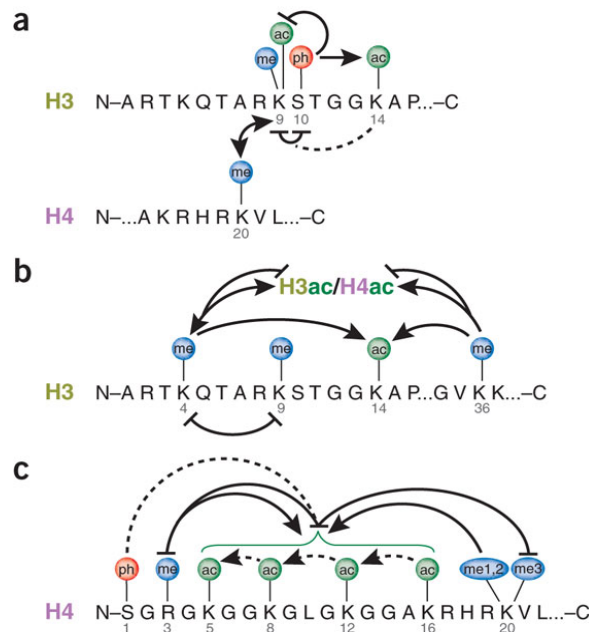 a
ac
me ph ac
H3 N–ARTKQTARKSTGGKAP...–C
9 10 14
me
H4 N–...AKRHRKVL...–C
20
b
H3ac/H4ac
me me ac me
H3 N–ARTKQTARKSTGGKAP...GVKK...–C
4 9 14 36
c
ph me ac ac ac ac me1,2 me3
H4 N–SGRGKGGKGLGKGGAKRHRKVL...–C
1 3 5 8 12 16 20